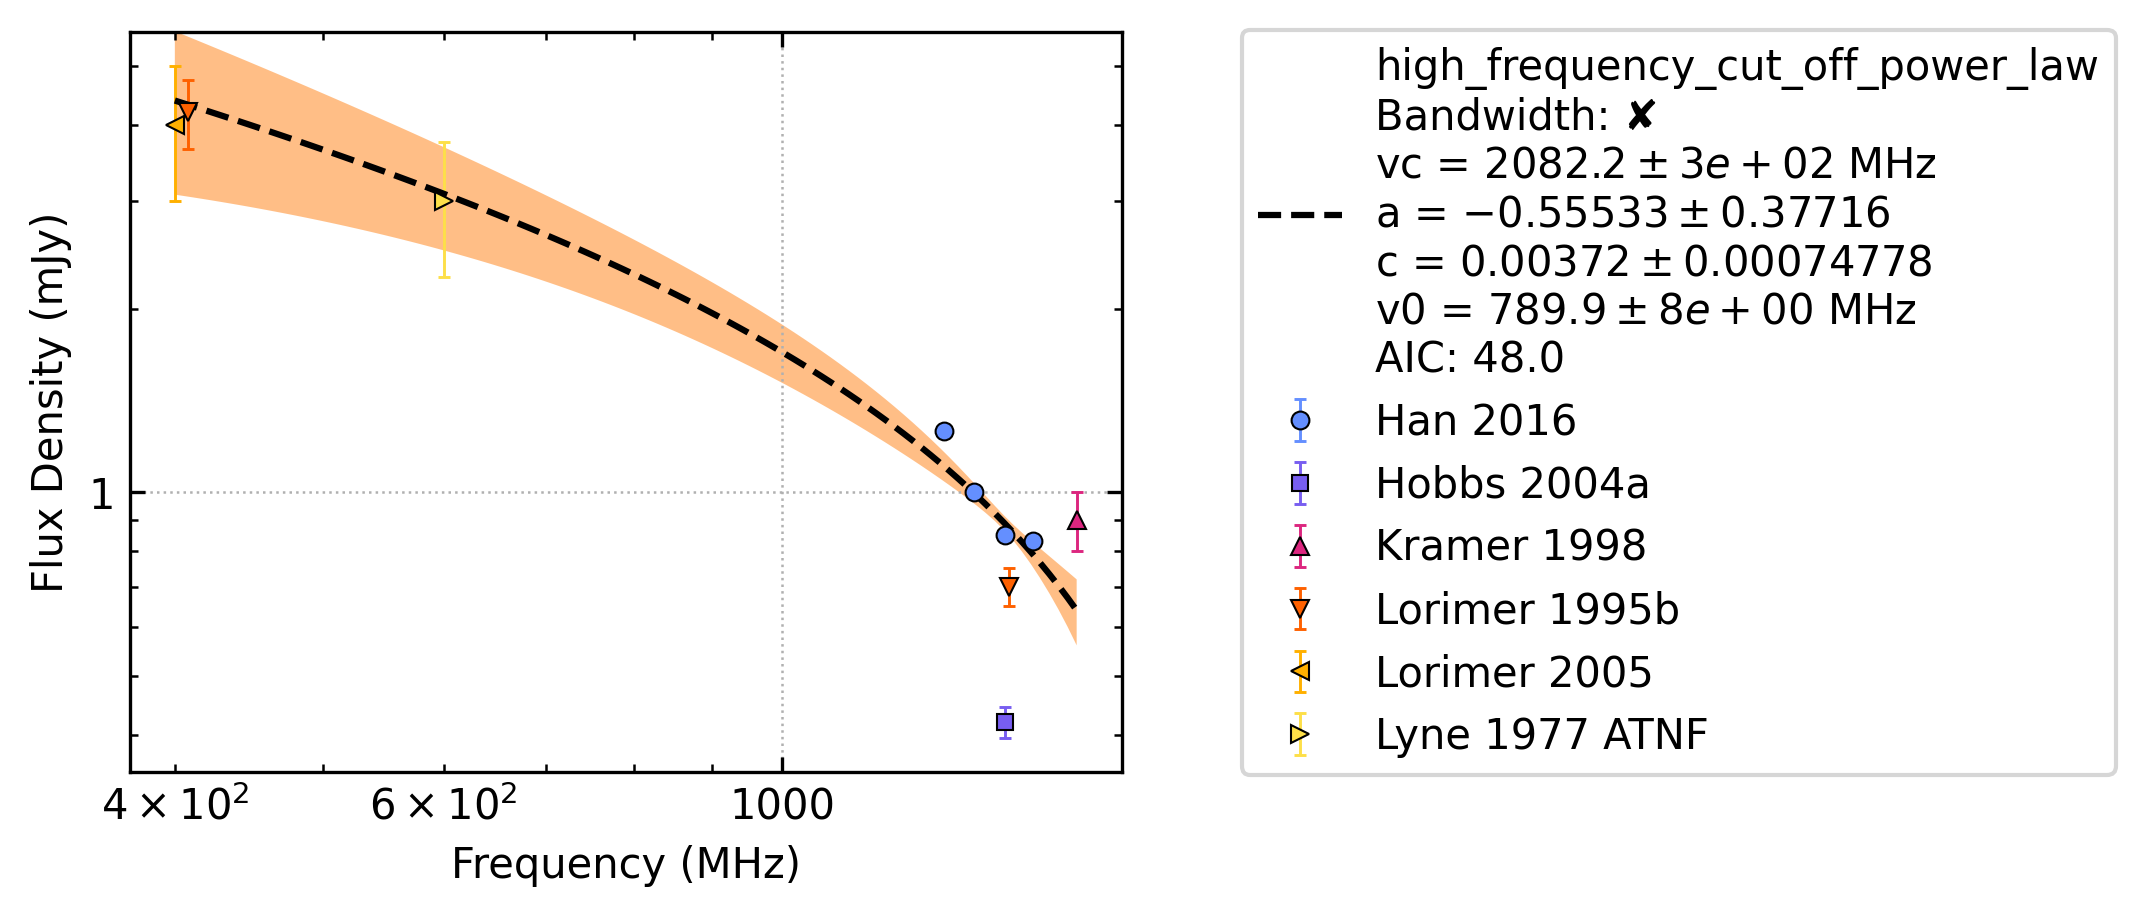 Flux Density (mJy)
1
4 × 10²
6 × 10²
1000
Frequency (MHz)
high_frequency_cut_off_power_law
Bandwidth: ✘
vc = 2082.2 ± 3e + 02 MHz
a = −0.55533 ± 0.37716
c = 0.00372 ± 0.00074778
v0 = 789.9 ± 8e + 00 MHz
AIC: 48.0
Han 2016
Hobbs 2004a
Kramer 1998
Lorimer 1995b
Lorimer 2005
Lyne 1977 ATNF